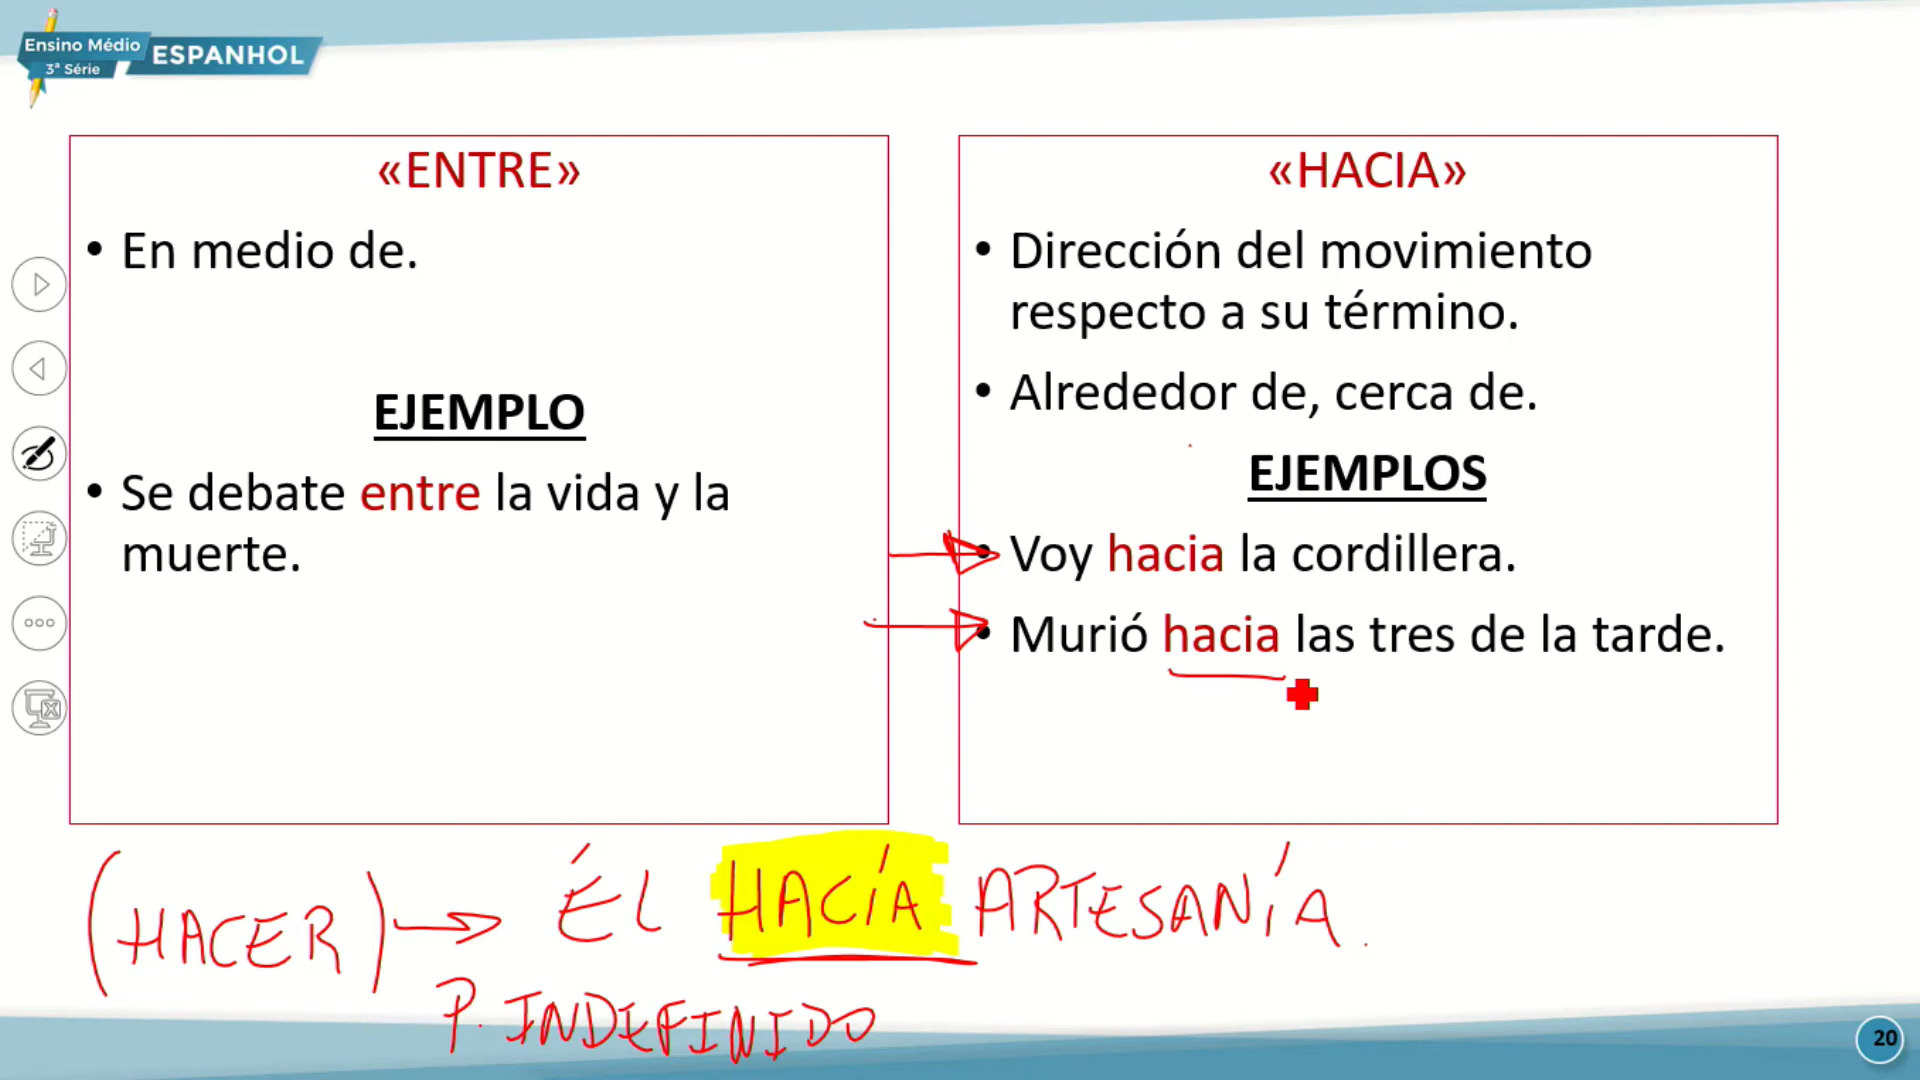 Ensino Médio
3ª Série
ESPANHOL
«ENTRE»
• En medio de.
EJEMPLO
• Se debate entre la vida y la
muerte.
«HACIA»
• Dirección del movimiento
respecto a su término.
• Alrededor de, cerca de.
EJEMPLOS
• Voy hacia la cordillera.
• Murió hacia las tres de la tarde.
(HACER) → ÉL HACÍA ARTESANÍA.
P. INDEFINIDO
20